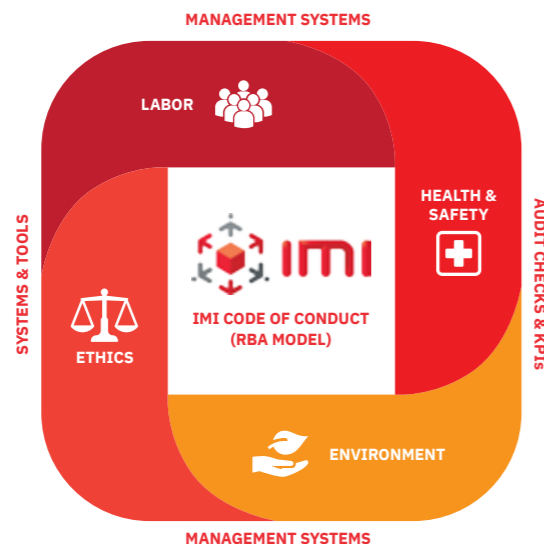 MANAGEMENT SYSTEMS
LABOR
HEALTH &
SAFETY
SYSTEMS & TOOLS
AUDIT CHECKS & KPIs
imi
IMI CODE OF CONDUCT
(RBA MODEL)
ETHICS
ENVIRONMENT
MANAGEMENT SYSTEMS